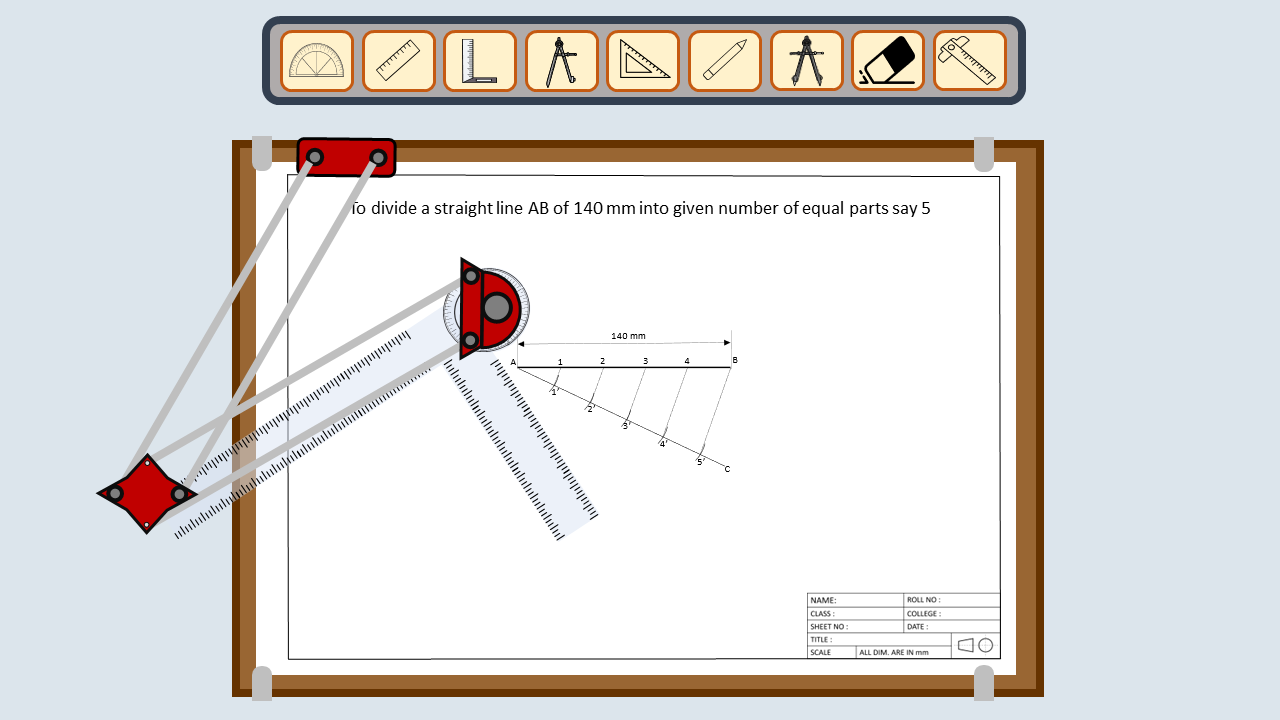 To divide a straight line AB of 140 mm into given number of equal parts say 5
140 mm
A 1 2 3 4 B
1'
2'
3'
4'
5'
C
NAME: ROLL NO :
CLASS : COLLEGE :
SHEET NO : DATE :
TITLE :
SCALE ALL DIM. ARE IN mm